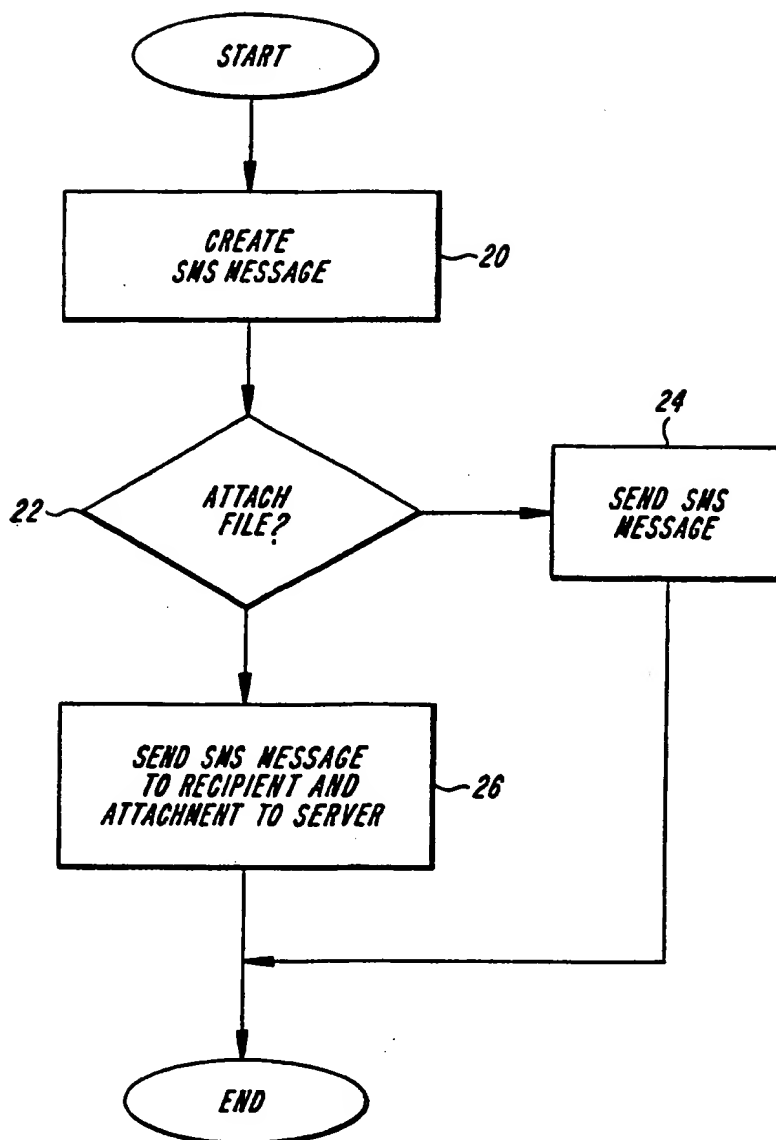 START
CREATE
SMS MESSAGE
20
22
ATTACH
FILE?
24
SEND SMS
MESSAGE
SEND SMS MESSAGE
TO RECIPIENT AND
ATTACHMENT TO SERVER
26
END